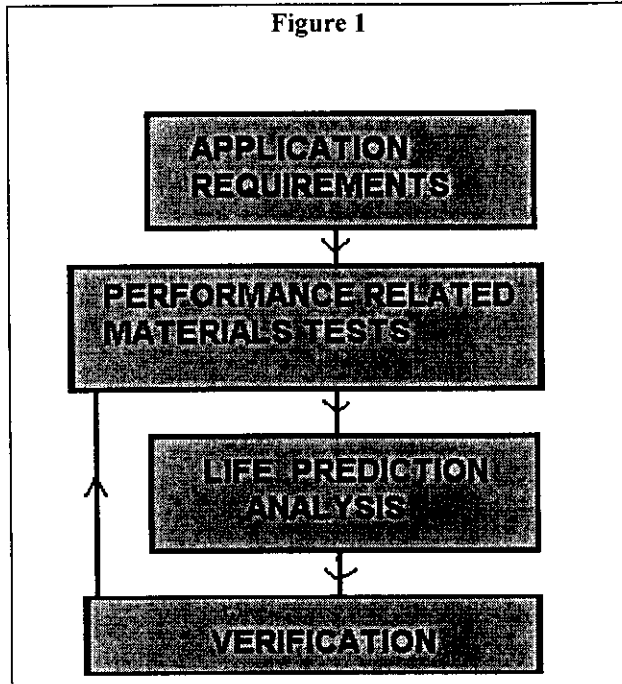 Figure 1
APPLICATION
REQUIREMENTS
PERFORMANCE RELATED
MATERIALS TESTS
LIFE PREDICTION
ANALYSIS
VERIFICATION